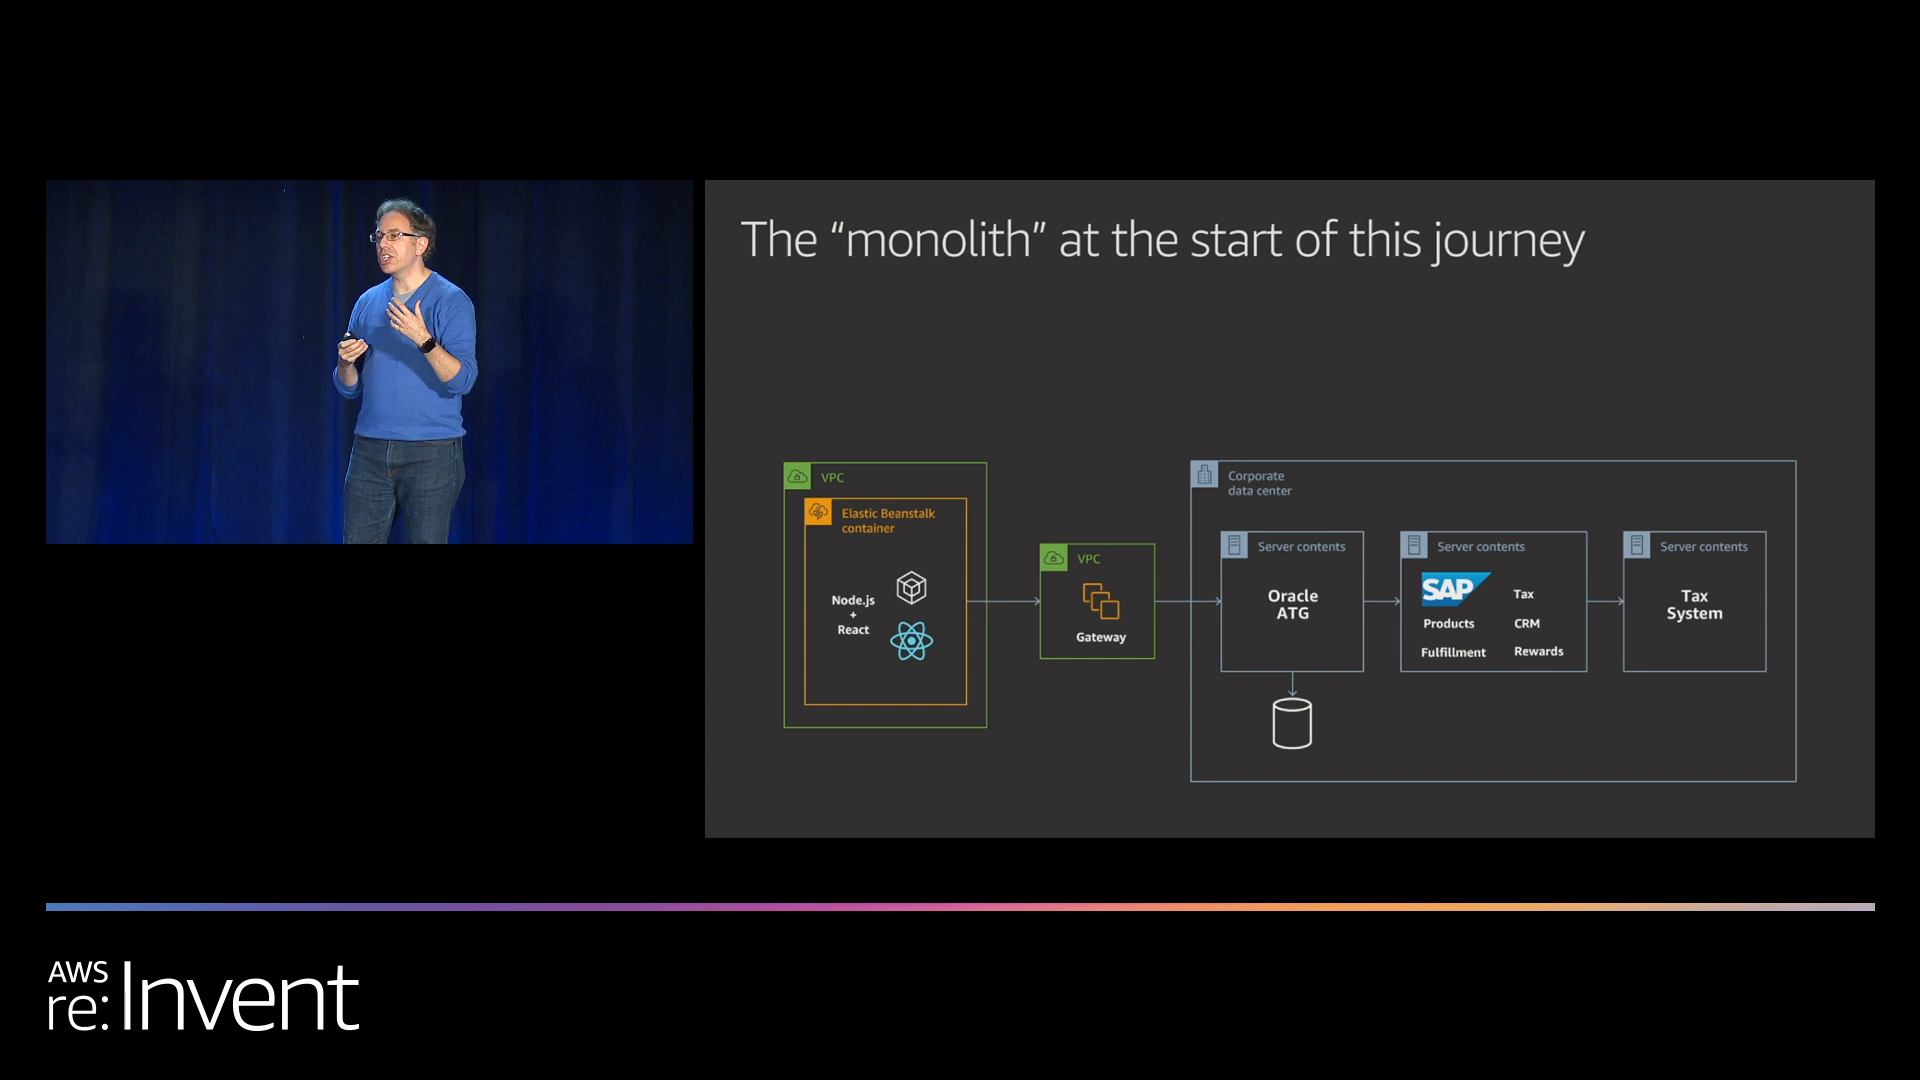 The “monolith” at the start of this journey
VPC
Elastic Beanstalk
container
Node.js
+
React
VPC
Gateway
Corporate
data center
Server contents
Oracle
ATG
Server contents
SAP
Tax
Products
CRM
Fulfillment
Rewards
Server contents
Tax
System
AWS
re:Invent